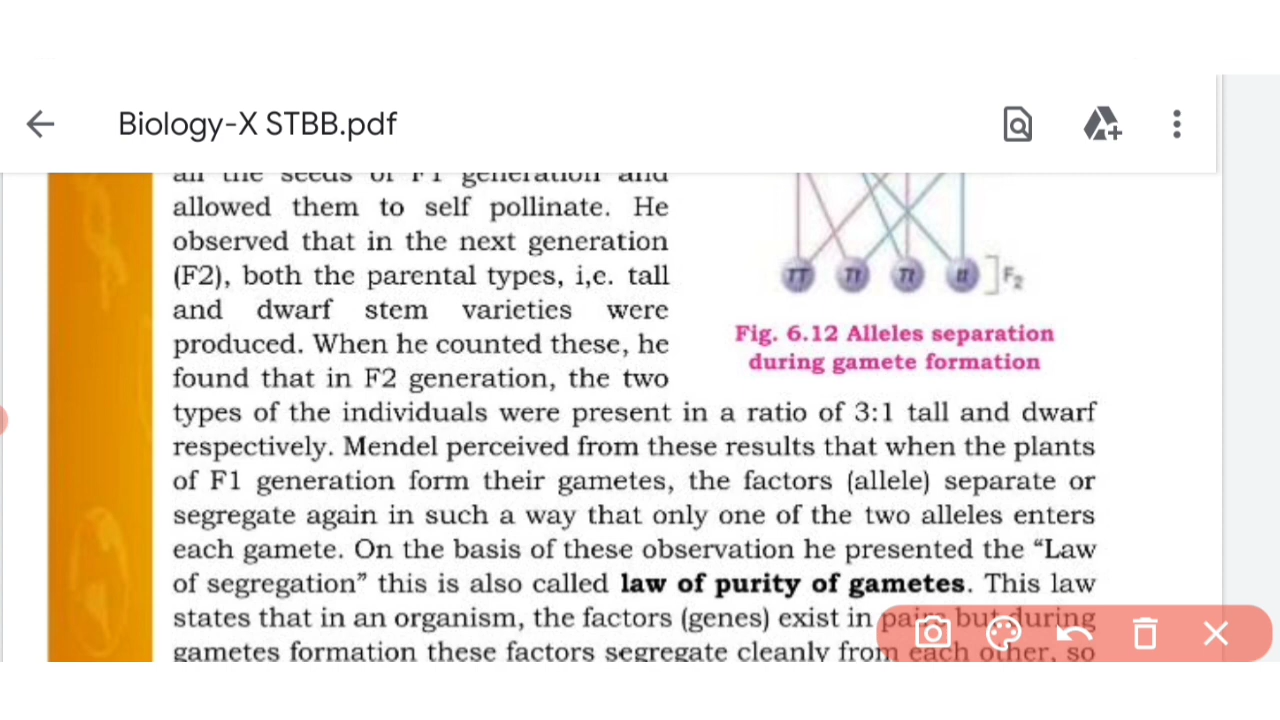 Biology-X STBB.pdf
all the seeds of F1 generation and
allowed them to self pollinate. He
observed that in the next generation
(F2), both the parental types, i,e. tall
and dwarf stem varieties were
produced. When he counted these, he
found that in F2 generation, the two
types of the individuals were present in a ratio of 3:1 tall and dwarf
respectively. Mendel perceived from these results that when the plants
of F1 generation form their gametes, the factors (allele) separate or
segregate again in such a way that only one of the two alleles enters
each gamete. On the basis of these observation he presented the “Law
of segregation” this is also called law of purity of gametes. This law
states that in an organism, the factors (genes) exist in pairs but during
gametes formation these factors segregate cleanly from each other, so
TT Tt Tt tt F2
Fig. 6.12 Alleles separation
during gamete formation